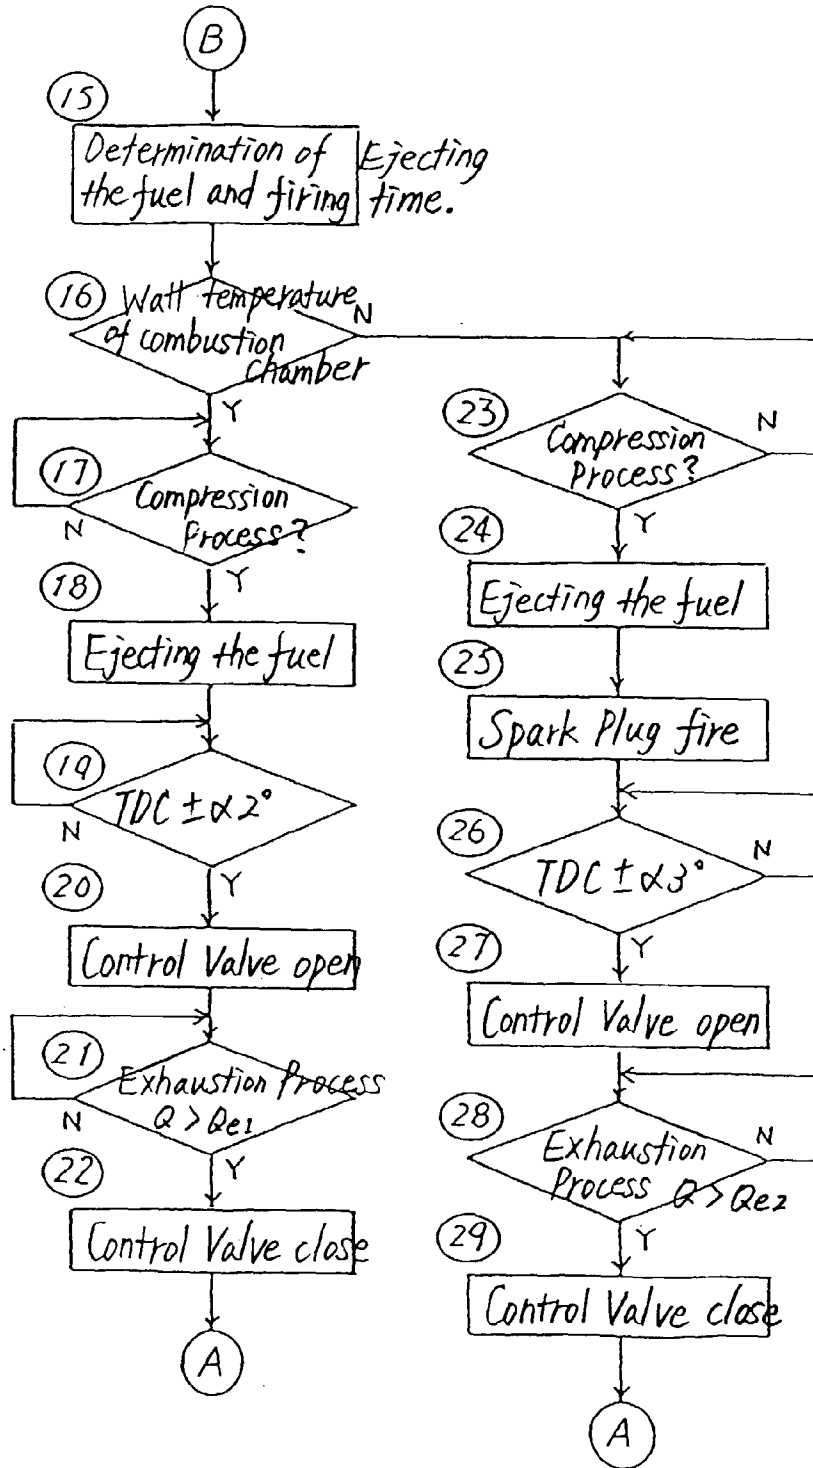 B
15
Determination of Ejecting
the fuel and firing time.
16
Watt temperature
of combustion
chamber
N
Y
17
Compression
Process?
N
Y
18
Ejecting the fuel
19
TDC ± α2°
N
Y
20
Control Valve open
21
Exhaustion Process
Q > Qe1
N
Y
22
Control Valve close
A
23
Compression
Process?
N
Y
24
Ejecting the fuel
25
Spark Plug fire
26
TDC ± α3°
N
Y
27
Control Valve open
28
Exhaustion
Process Q > Qe2
N
Y
29
Control Valve close
A